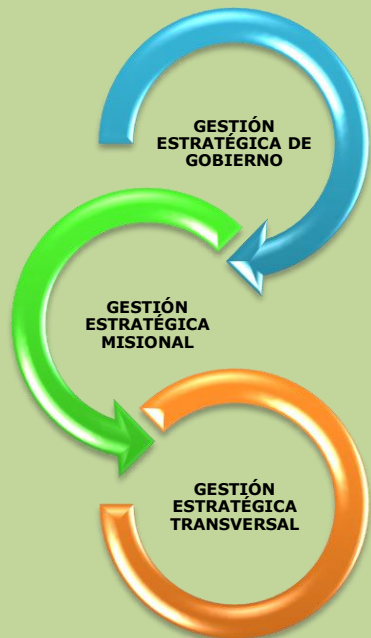 GESTIÓN
ESTRATÉGICA DE
GOBIERNO
GESTIÓN
ESTRATÉGICA
MISIONAL
GESTIÓN
ESTRATÉGICA
TRANSVERSAL